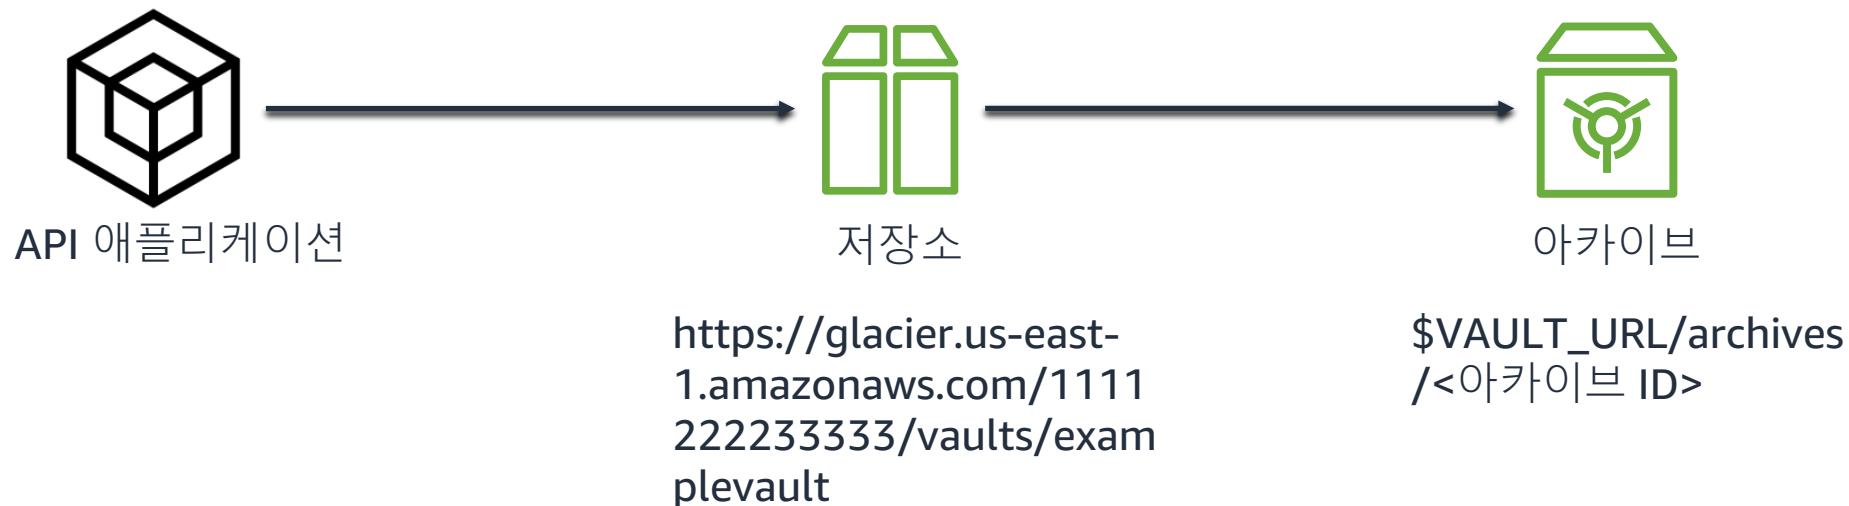 API 애플리케이션
저장소
아카이브
https://glacier.us-east-
1.amazonaws.com/1111
222233333/vaults/exam
plevault
$VAULT_URL/archives
/<아카이브 ID>